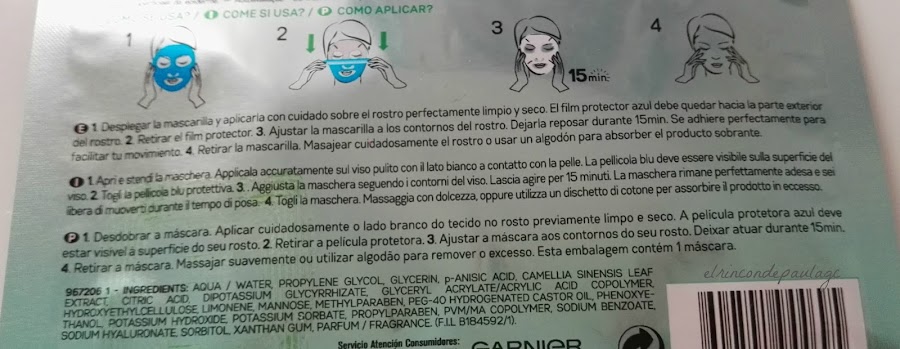 SI USA? / P COMO APLICAR?
I COME
1
2
3
4
15min.
E 1. Desplegar la mascarilla y aplicarla con cuidado sobre el rostro perfectamente limpio y seco. El film protector azul debe quedar hacia la parte exterior
del rostro. 2. Retirar el film protector. 3. Ajustar la mascarilla a los contornos del rostro. Dejarla reposar durante 15min. Se adhiere perfectamente para
facilitar tu movimiento. 4. Retirar la mascarilla. Masajear cuidadosamente el rostro o usar un algodón para absorber el producto sobrante.
I 1. Apri e stendi la maschera. Applicala accuratamente sul viso pulito con il lato bianco a contatto con la pelle. La pellicola blu deve essere visibile sulla superficie del
viso. 2. Togli la pellicola blu protettiva. 3. . Aggiusta la maschera seguendo i contorni del viso. Lascia agire per 15 minuti. La maschera rimane perfettamente adesa e sei
libera di muoverti durante il tempo di posa. 4. Togli la maschera. Massaggia con dolcezza, oppure utilizza un dischetto di cotone per assorbire il prodotto in eccesso.
P 1. Desdobrar a máscara. Aplicar cuidadosamente o lado branco do tecido no rosto previamente limpo e seco. A película protetora azul deve
estar visível à superfície do seu rosto. 2. Retirar a película protetora. 3. Ajustar a máscara aos contornos do seu rosto. Deixar atuar durante 15min.
4. Retirar a máscara. Massajar suavemente ou utilizar algodão para remover o excesso. Esta embalagem contém 1 máscara.
elrincondepaulagc
967206 1 - INGREDIENTS: AQUA / WATER, PROPYLENE GLYCOL, GLYCERIN, p-ANISIC ACID, CAMELLIA SINENSIS LEAF
EXTRACT, CITRIC ACID, DIPOTASSIUM GLYCYRRHIZATE, GLYCERYL ACRYLATE/ACRYLIC ACID COPOLYMER,
HYDROXYETHYLCELLULOSE, LIMONENE, MANNOSE, METHYLPARABEN, PEG-40 HYDROGENATED CASTOR OIL, PHENOXYE-
THANOL, POTASSIUM HYDROXIDE, POTASSIUM SORBATE, PROPYLPARABEN, PVM/MA COPOLYMER, SODIUM BENZOATE,
SODIUM HYALURONATE, SORBITOL, XANTHAN GUM, PARFUM / FRAGRANCE. (F.I.L B184592/1).
Servicio Atención Consumidores:
GARNIER